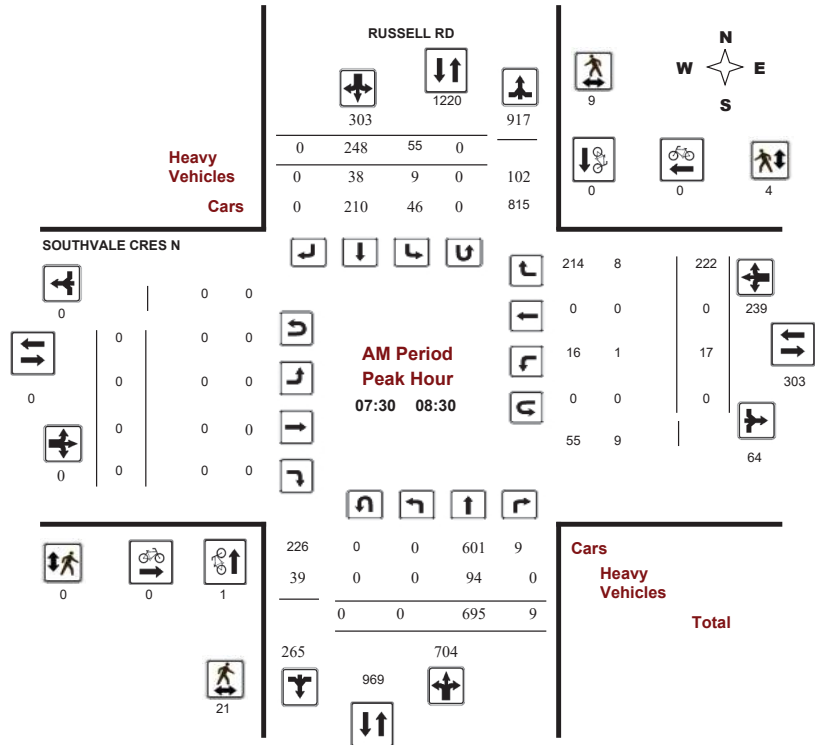 RUSSELL RD
N
W E
S
1220
9
303 917
0 248 55 0
Heavy
Vehicles
0 38 9 0 102
0 0 4
Cars 0 210 46 0 815
SOUTHVALE CRES N
214 8 222
0 0 0
0 0 0 239
0 0 0
AM Period
16 1 17
0 0 0
Peak Hour
303
0
07:30 08:30
0 0 0
0 0 0
55 9
64
0 0 0 0
226 0 0 601 9 Cars
39 0 0 94 0 Heavy
Vehicles
0 0 1
0 0 695 9 Total
265 704
969
21